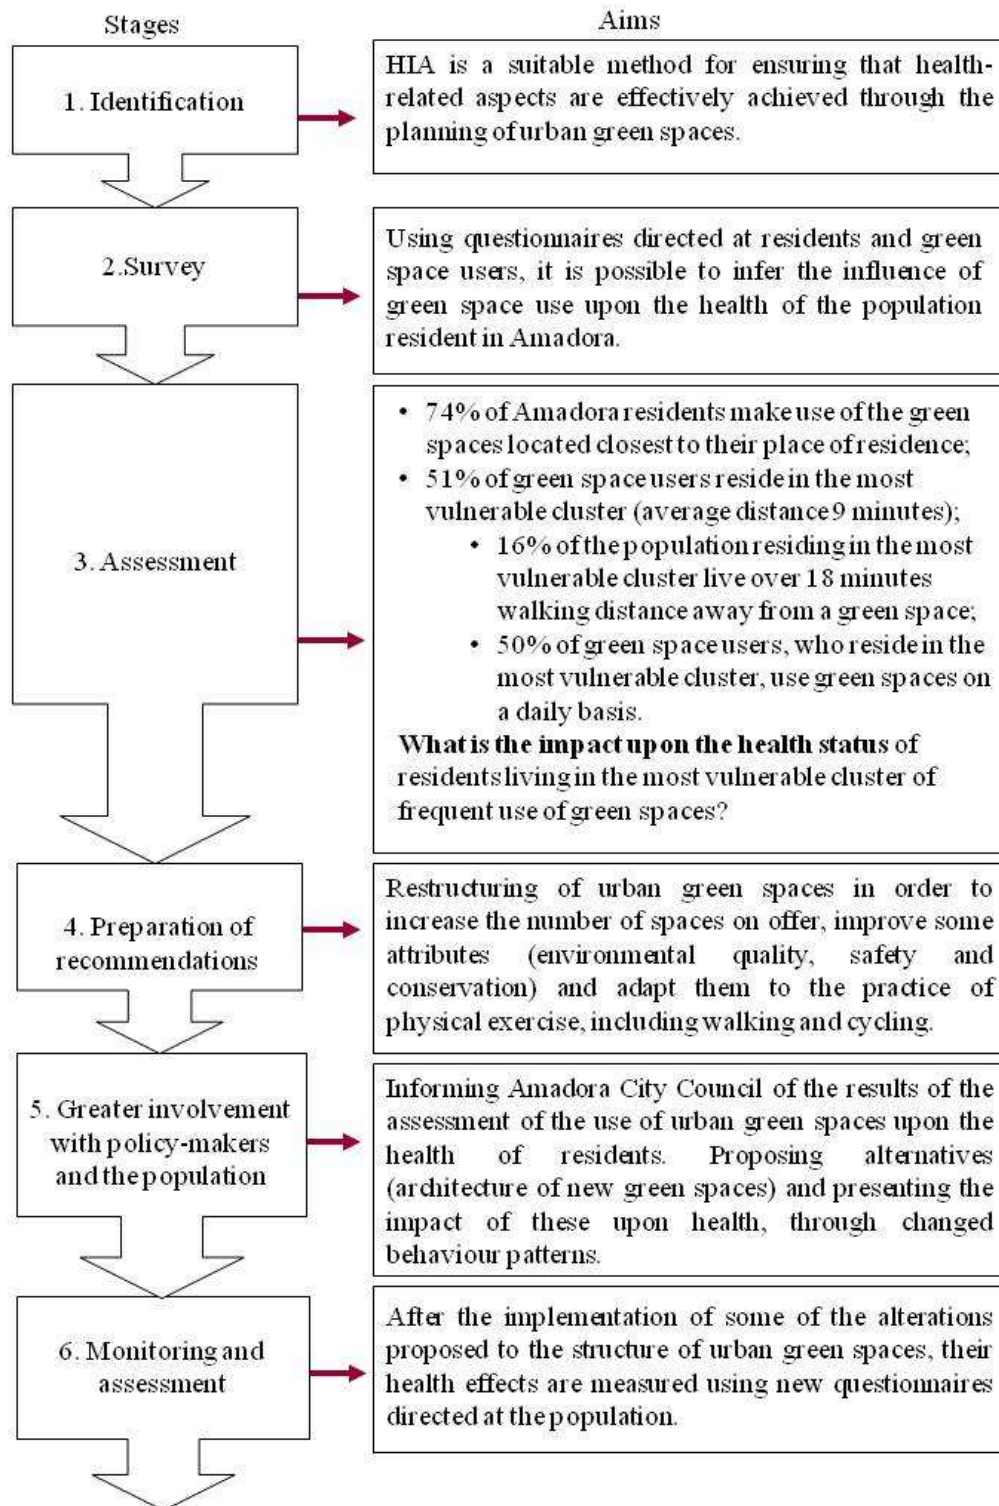 Stages
Aims
1. Identification
HIA is a suitable method for ensuring that health-
related aspects are effectively achieved through the
planning of urban green spaces.
2.Survey
Using questionnaires directed at residents and green
space users, it is possible to infer the influence of
green space use upon the health of the population
resident in Amadora.
3. Assessment
• 74% of Amadora residents make use of the green
spaces located closest to their place of residence;
• 51% of green space users reside in the most
vulnerable cluster (average distance 9 minutes);
• 16% of the population residing in the most
vulnerable cluster live over 18 minutes
walking distance away from a green space;
• 50% of green space users, who reside in the
most vulnerable cluster, use green spaces on
a daily basis.
What is the impact upon the health status of
residents living in the most vulnerable cluster of
frequent use of green spaces?
4. Preparation of
recommendations
Restructuring of urban green spaces in order to
increase the number of spaces on offer, improve some
attributes (environmental quality, safety and
conservation) and adapt them to the practice of
physical exercise, including walking and cycling.
5. Greater involvement
with policy-makers
and the population
Informing Amadora City Council of the results of the
assessment of the use of urban green spaces upon the
health of residents. Proposing alternatives
(architecture of new green spaces) and presenting the
impact of these upon health, through changed
behaviour patterns.
6. Monitoring and
assessment
After the implementation of some of the alterations
proposed to the structure of urban green spaces, their
health effects are measured using new questionnaires
directed at the population.